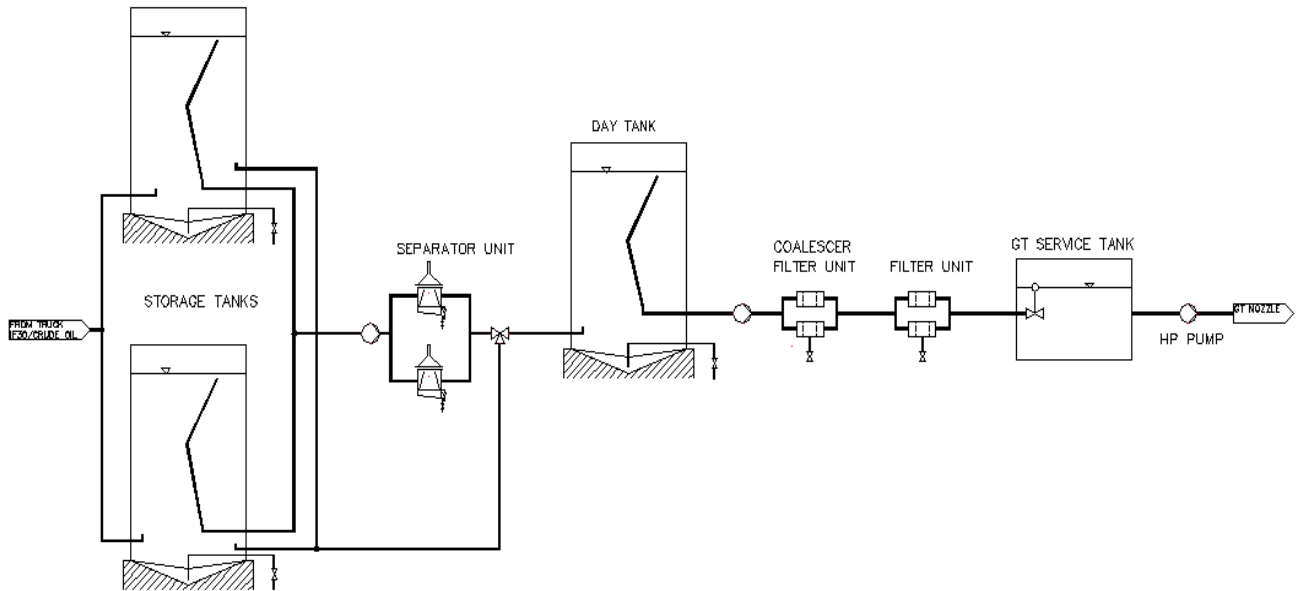 DAY TANK
SEPARATOR UNIT
COALESCER
FILTER UNIT
FILTER UNIT
GT SERVICE TANK
STORAGE TANKS
FROM TRUCK
IF30/CRUDE OIL
GT NOZZLE
HP PUMP